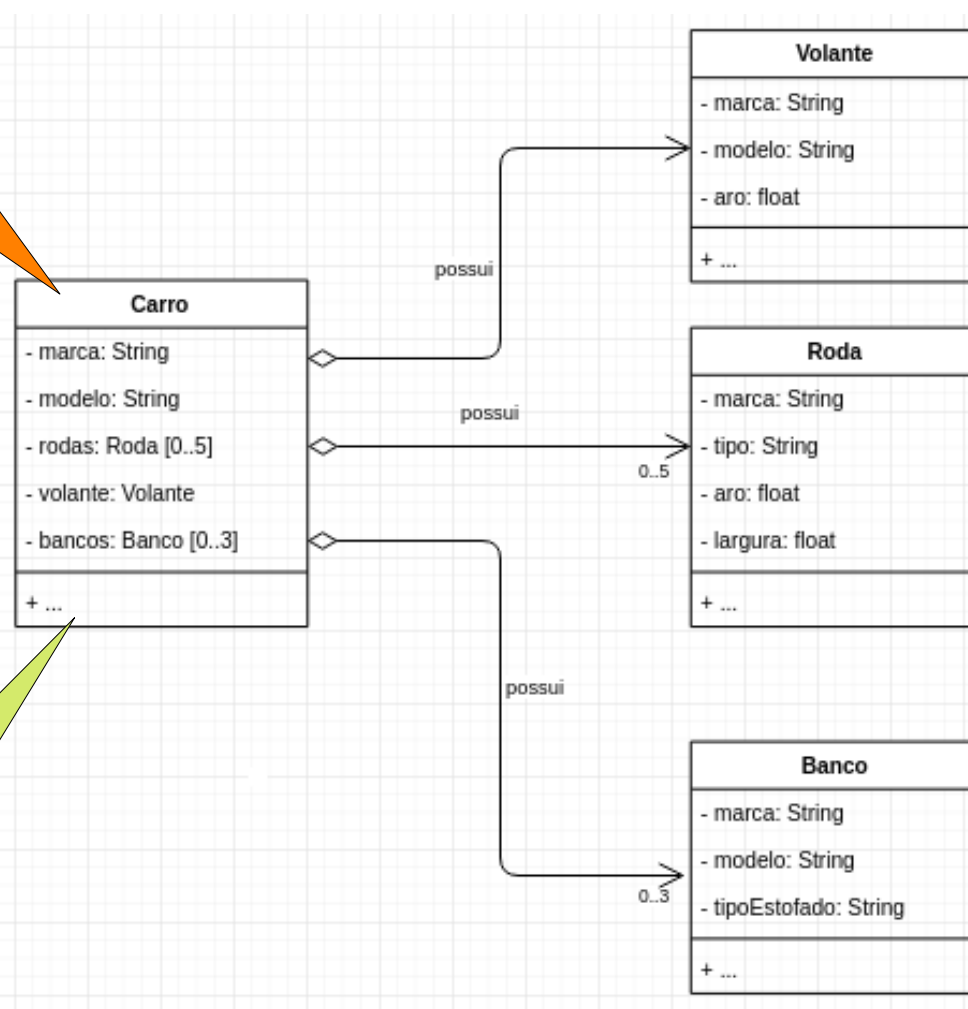 Volante
- marca: String
- modelo: String
- aro: float
+ ...
possui
Carro
- marca: String
- modelo: String
- rodas: Roda [0..5]
- volante: Volante
- bancos: Banco [0..3]
+ ...
possui
0..5
Roda
- marca: String
- tipo: String
- aro: float
- largura: float
+ ...
possui
0..3
Banco
- marca: String
- modelo: String
- tipoEstofado: String
+ ...